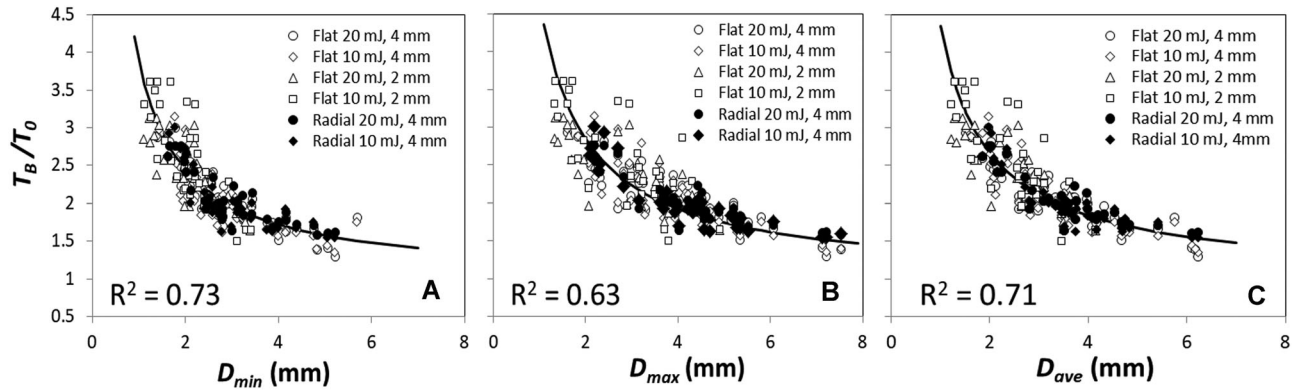 T_B/T_0
4.5
4
3.5
3
2.5
2
1.5
1
0.5
Flat 20 mJ, 4 mm
Flat 10 mJ, 4 mm
Flat 20 mJ, 2 mm
Flat 10 mJ, 2 mm
Radial 20 mJ, 4 mm
Radial 10 mJ, 4 mm
R² = 0.73
A
0 2 4 6 8
D_min (mm)
Flat 20 mJ, 4 mm
Flat 10 mJ, 4 mm
Flat 20 mJ, 2 mm
Flat 10 mJ, 2 mm
Radial 20 mJ, 4 mm
Radial 10 mJ, 4 mm
R² = 0.63
B
0 2 4 6 8
D_max (mm)
Flat 20 mJ, 4 mm
Flat 10 mJ, 4 mm
Flat 20 mJ, 2 mm
Flat 10 mJ, 2 mm
Radial 20 mJ, 4 mm
Radial 10 mJ, 4mm
R² = 0.71
C
0 2 4 6 8
D_ave (mm)